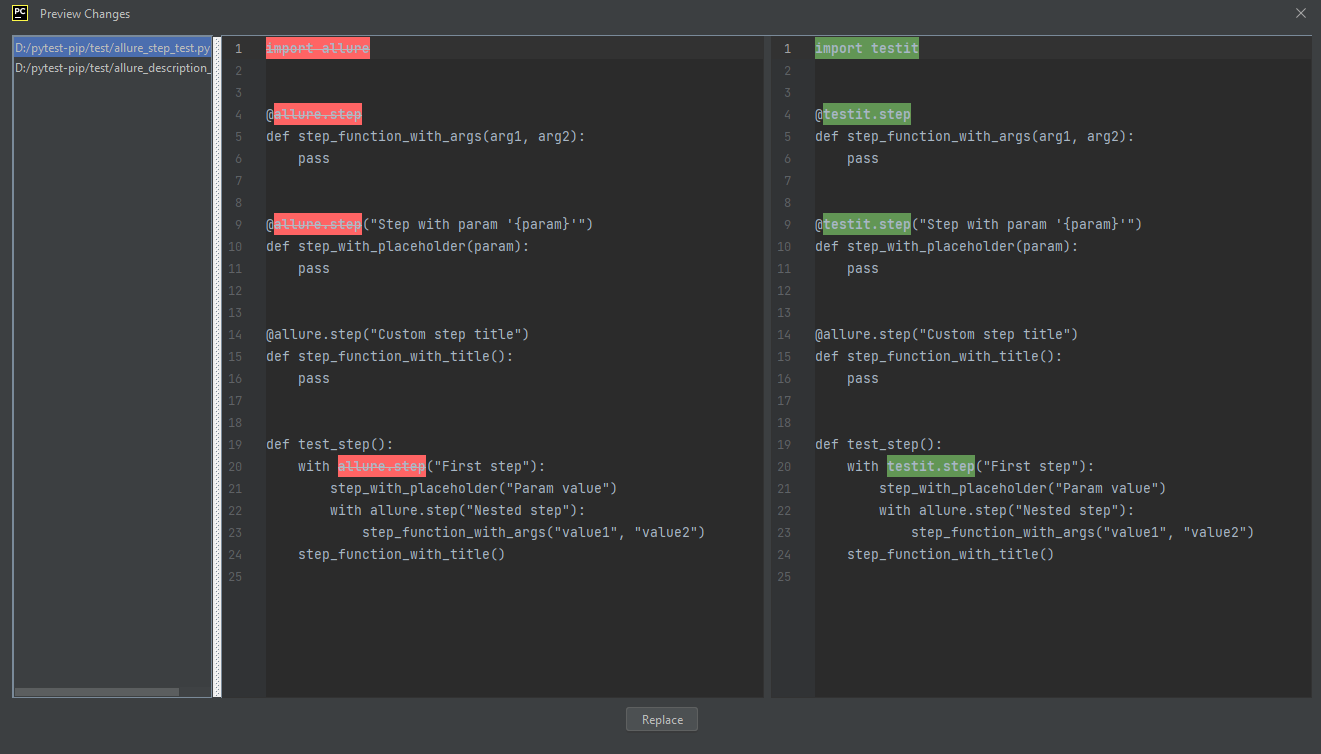 PC Preview Changes
D:/pytest-pip/test/allure_step_test.py
D:/pytest-pip/test/allure_description_
1 import allure
2
3
4 @allure.step
5 def step_function_with_args(arg1, arg2):
6     pass
7
8
9 @allure.step("Step with param '{param}'")
10 def step_with_placeholder(param):
11     pass
12
13
14 @allure.step("Custom step title")
15 def step_function_with_title():
16     pass
17
18
19 def test_step():
20     with allure.step("First step"):
21         step_with_placeholder("Param value")
22         with allure.step("Nested step"):
23             step_function_with_args("value1", "value2")
24     step_function_with_title()
25
1 import testit
2
3
4 @testit.step
5 def step_function_with_args(arg1, arg2):
6     pass
7
8
9 @testit.step("Step with param '{param}'")
10 def step_with_placeholder(param):
11     pass
12
13
14 @allure.step("Custom step title")
15 def step_function_with_title():
16     pass
17
18
19 def test_step():
20     with testit.step("First step"):
21         step_with_placeholder("Param value")
22         with allure.step("Nested step"):
23             step_function_with_args("value1", "value2")
24     step_function_with_title()
25
Replace